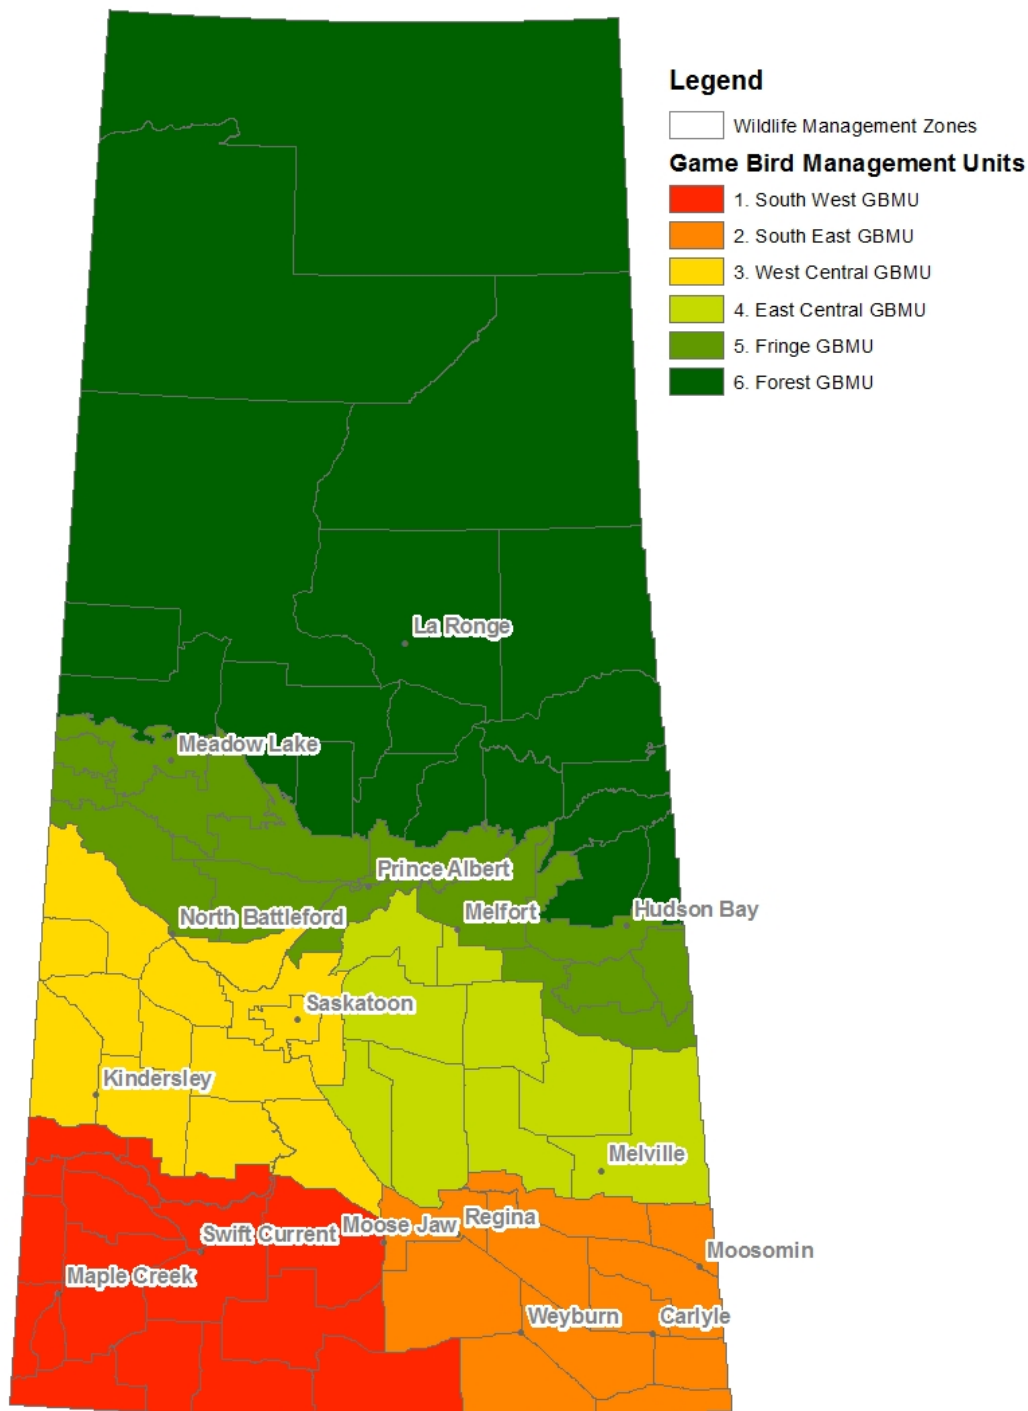 Legend
Wildlife Management Zones
Game Bird Management Units
1. South West GBMU
2. South East GBMU
3. West Central GBMU
4. East Central GBMU
5. Fringe GBMU
6. Forest GBMU
La Ronge
Meadow Lake
Prince Albert
North Battleford
Melfort
Hudson Bay
Saskatoon
Kindersley
Melville
Swift Current
Moose Jaw
Regina
Moosomin
Maple Creek
Weyburn
Carlyle